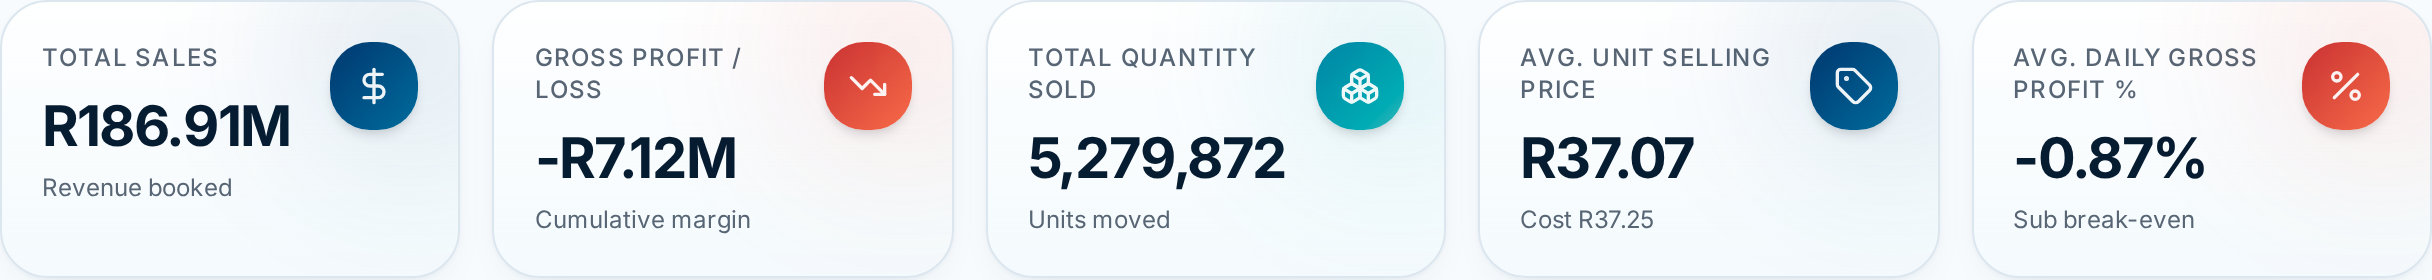 TOTAL SALES
R186.91M
Revenue booked
GROSS PROFIT /
LOSS
-R7.12M
Cumulative margin
TOTAL QUANTITY
SOLD
5,279,872
Units moved
AVG. UNIT SELLING
PRICE
R37.07
Cost R37.25
AVG. DAILY GROSS
PROFIT %
-0.87%
Sub break-even